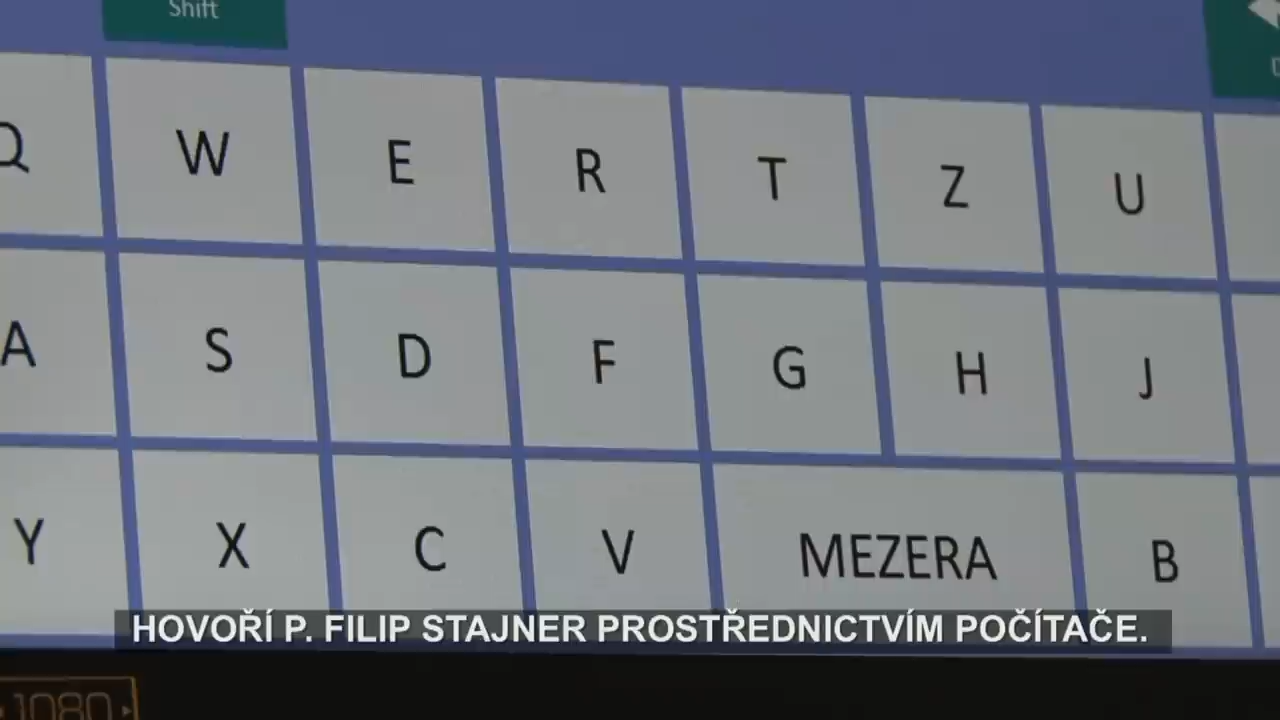 Shift
Q W E R T Z U
A S D F G H J
Y X C V MEZERA B
HOVOŘÍ P. FILIP STAJNER PROSTŘEDNICTVÍM POČÍTAČE.
1080